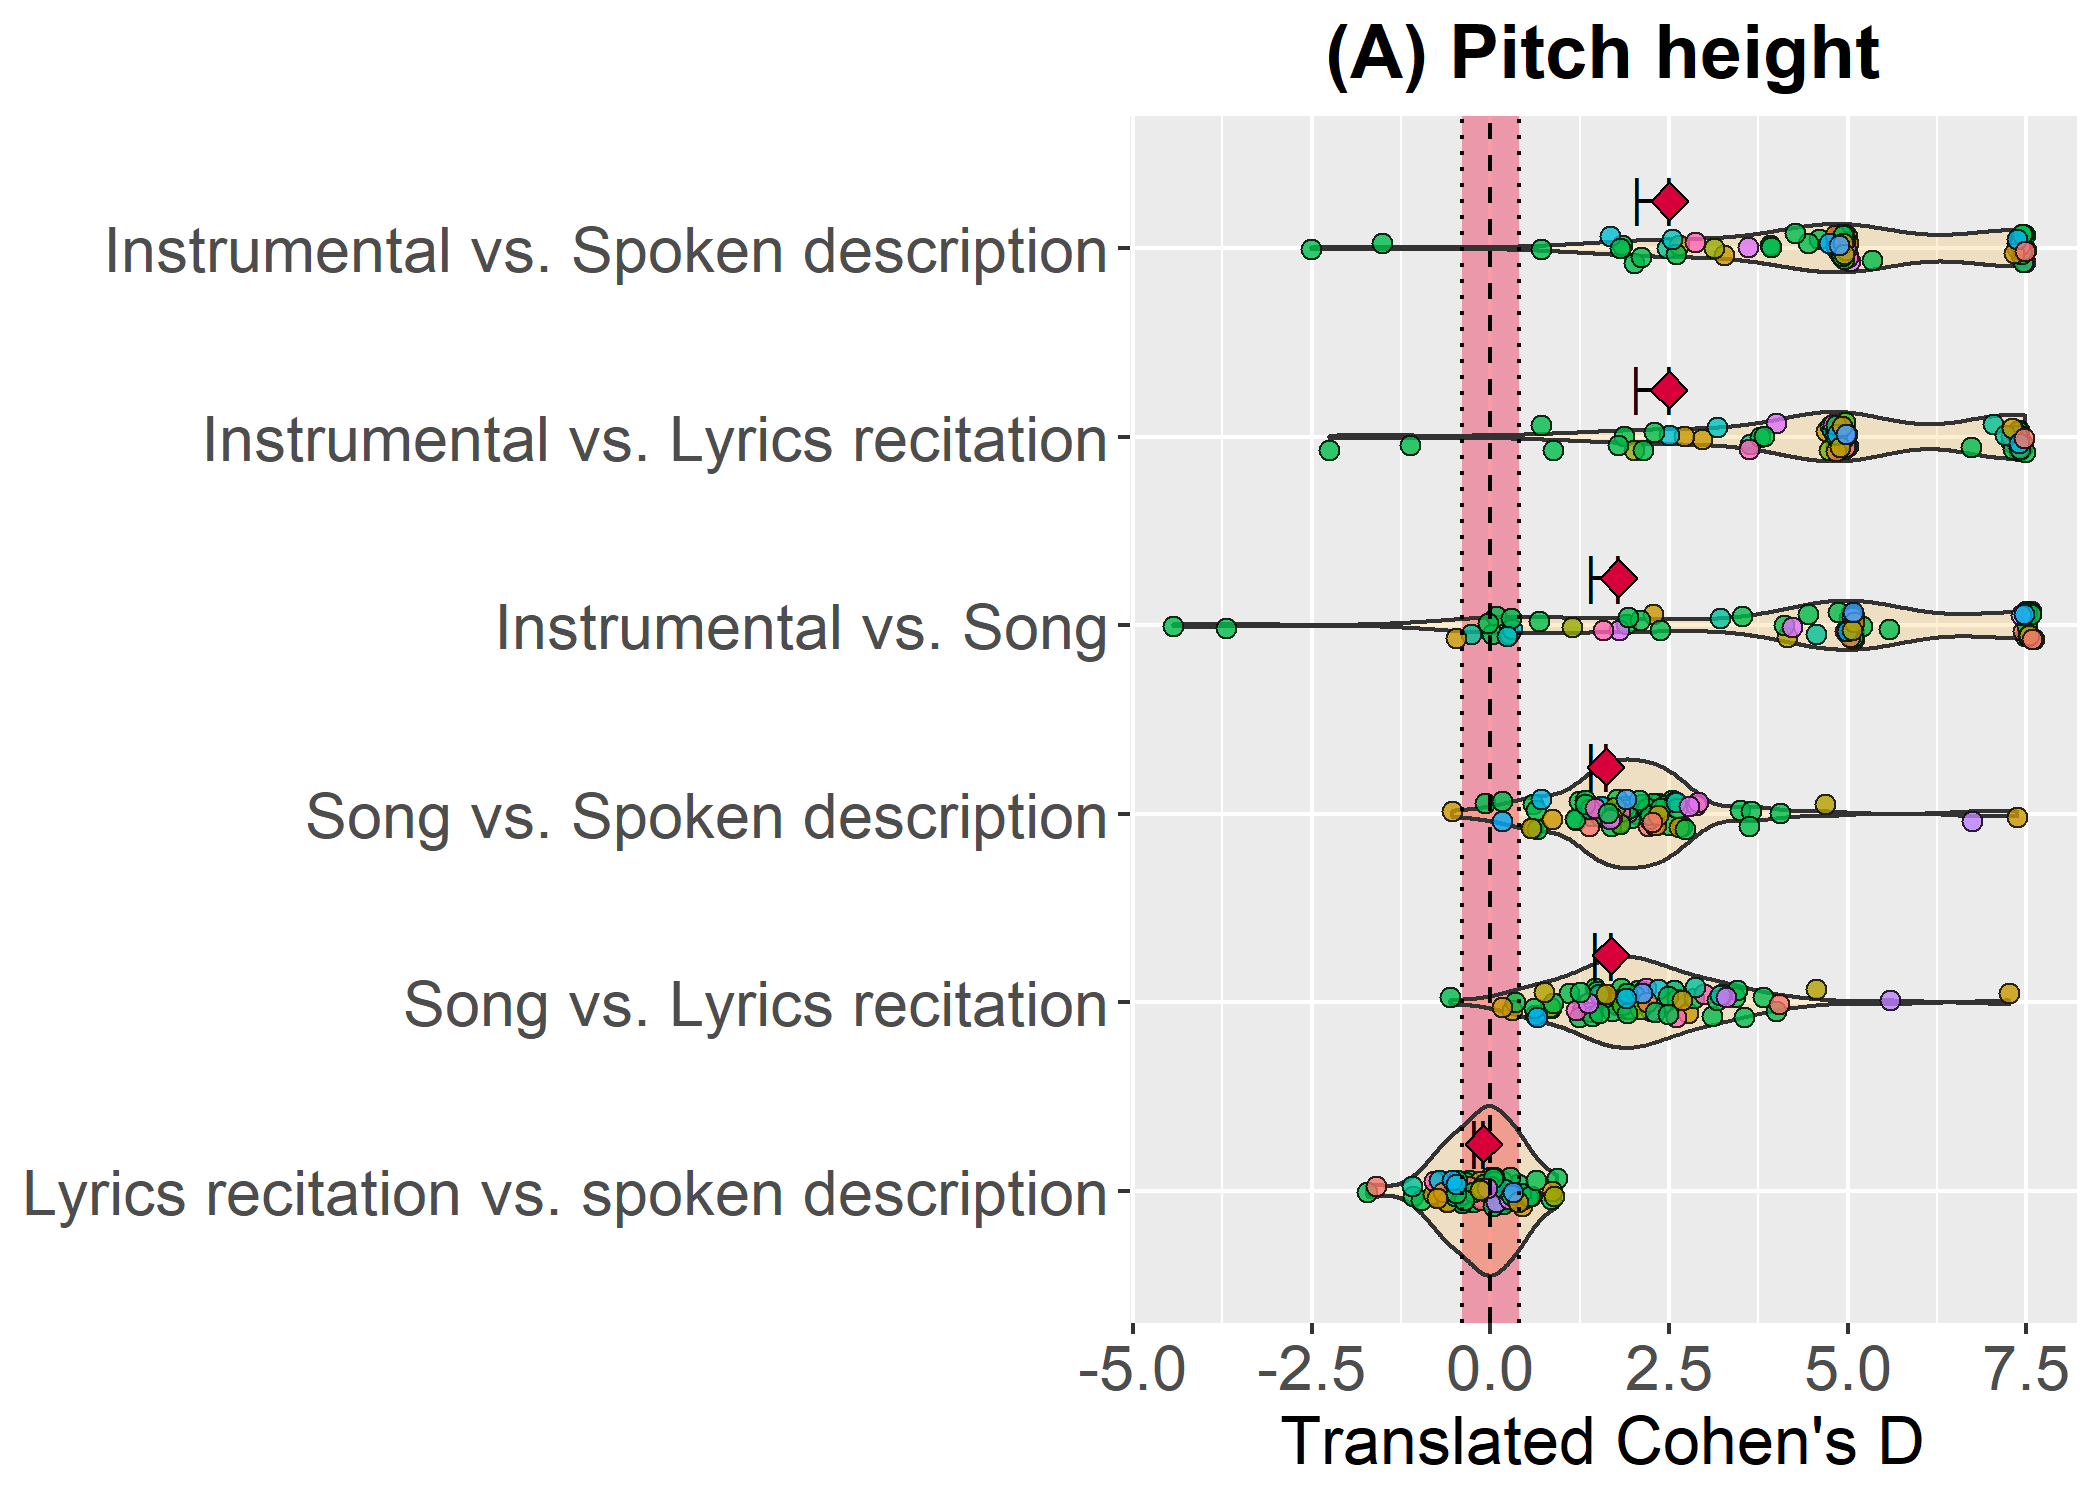 (A) Pitch height
Instrumental vs. Spoken description
Instrumental vs. Lyrics recitation
Instrumental vs. Song
Song vs. Spoken description
Song vs. Lyrics recitation
Lyrics recitation vs. spoken description
-5.0 -2.5 0.0 2.5 5.0 7.5
Translated Cohen's D